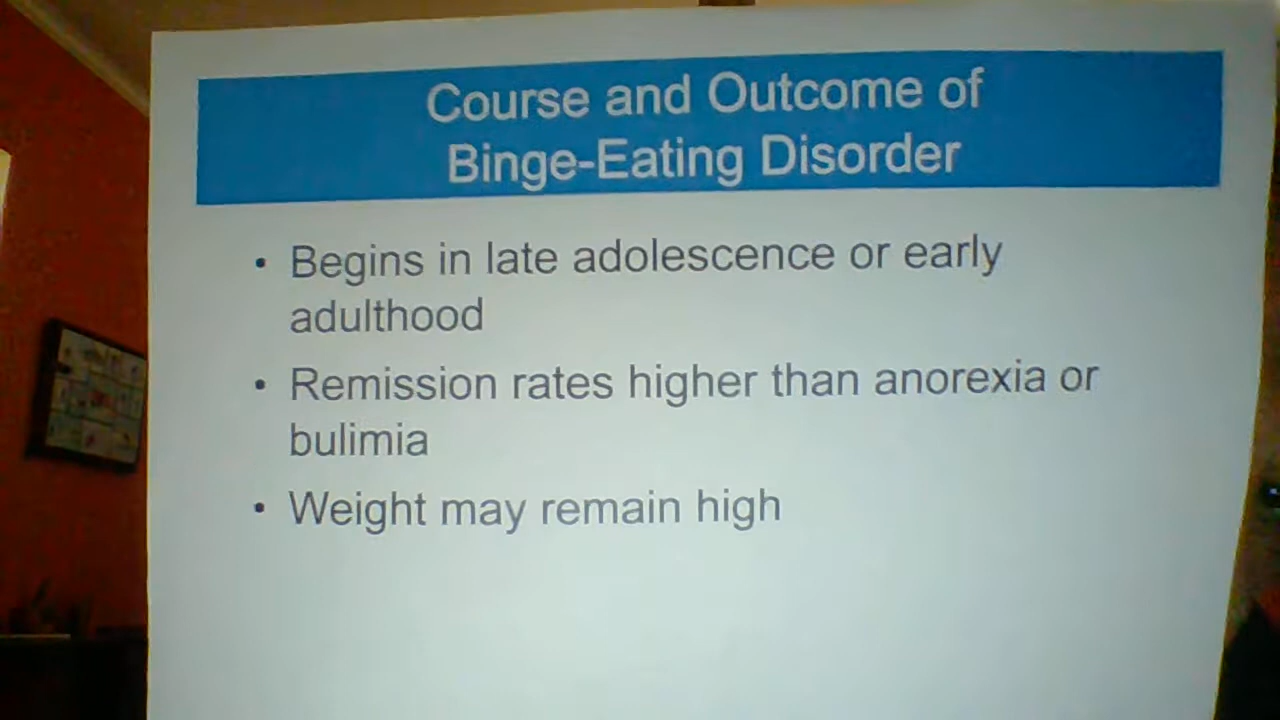 Course and Outcome of
Binge-Eating Disorder
• Begins in late adolescence or early
adulthood
• Remission rates higher than anorexia or
bulimia
• Weight may remain high